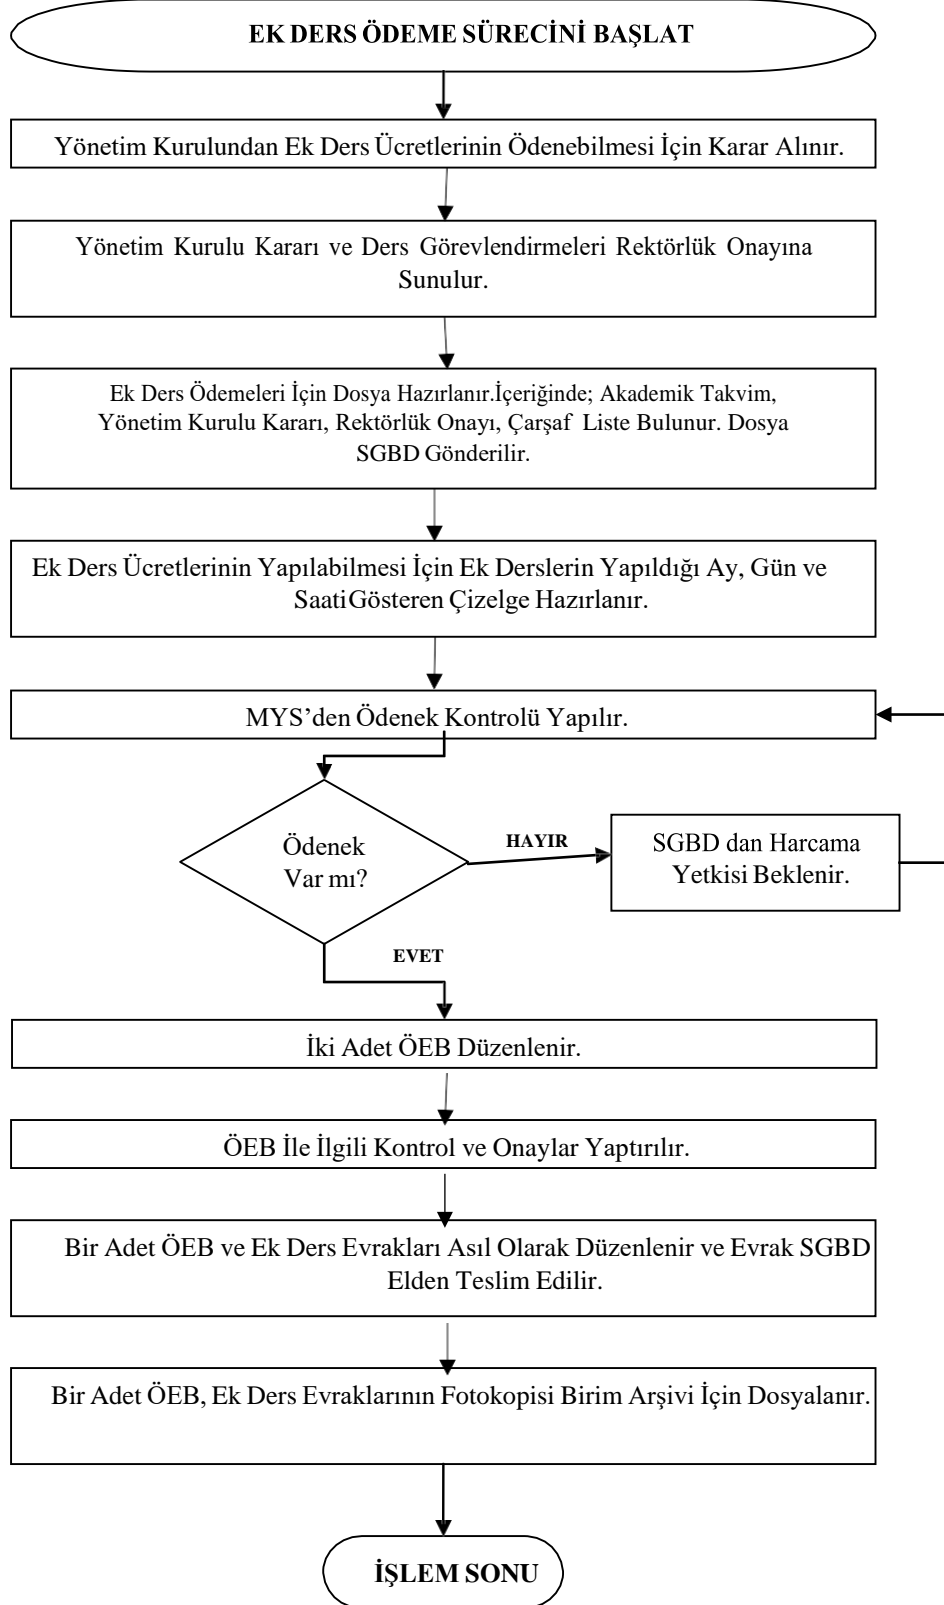 EK DERS ÖDEME SÜRECİNİ BAŞLAT
Yönetim Kurulundan Ek Ders Ücretlerinin Ödenebilmesi İçin Karar Alınır.
Yönetim Kurulu Kararı ve Ders Görevlendirmeleri Rektörlük Onayına
Sunulur.
Ek Ders Ödemeleri İçin Dosya Hazırlanır.İçeriğinde; Akademik Takvim,
Yönetim Kurulu Kararı, Rektörlük Onayı, Çarşaf Liste Bulunur. Dosya
SGBD Gönderilir.
Ek Ders Ücretlerinin Yapılabilmesi İçin Ek Derslerin Yapıldığı Ay, Gün ve
SaatiGösteren Çizelge Hazırlanır.
MYS’den Ödenek Kontrolü Yapılır.
Ödenek
Var mı?
HAYIR
SGBD dan Harcama
Yetkisi Beklenir.
EVET
İki Adet ÖEB Düzenlenir.
ÖEB İle İlgili Kontrol ve Onaylar Yaptırılır.
Bir Adet ÖEB ve Ek Ders Evrakları Asıl Olarak Düzenlenir ve Evrak SGBD
Elden Teslim Edilir.
Bir Adet ÖEB, Ek Ders Evraklarının Fotokopisi Birim Arşivi İçin Dosyalanır.
İŞLEM SONU